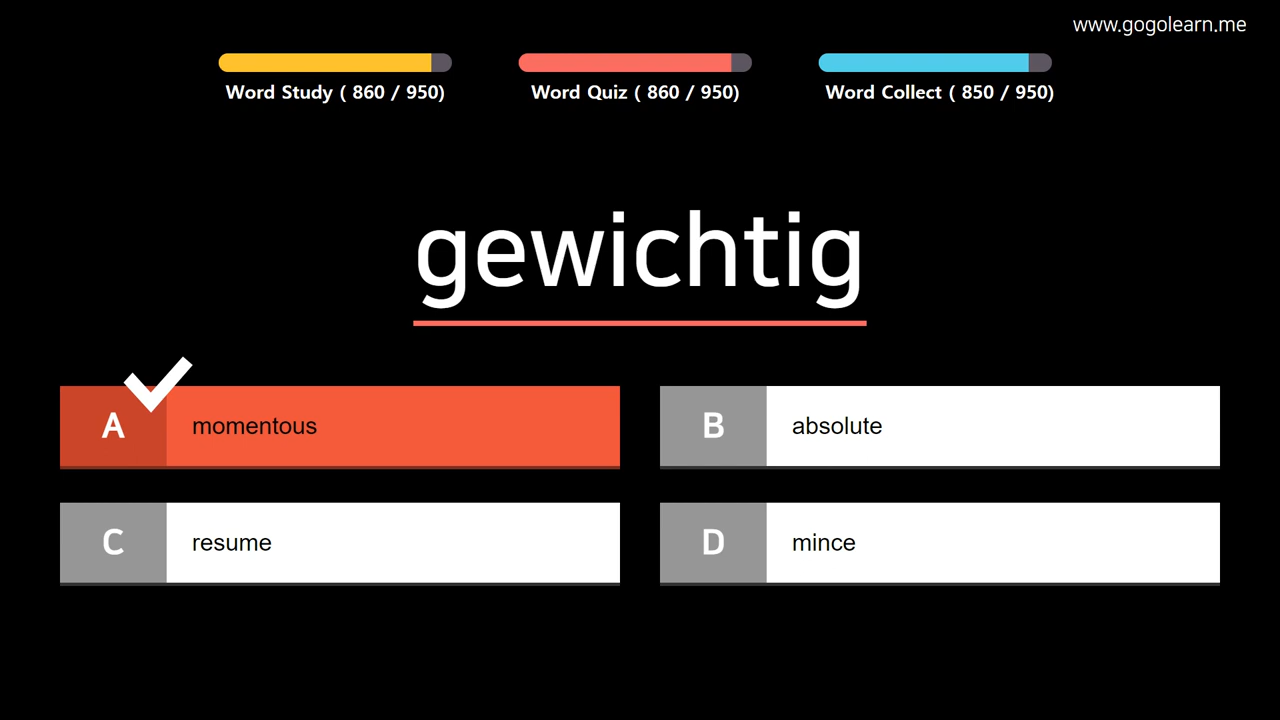 www.gogolearn.me
Word Study ( 860 / 950)
Word Quiz ( 860 / 950)
Word Collect ( 850 / 950)
gewichtig
A momentous
B absolute
C resume
D mince